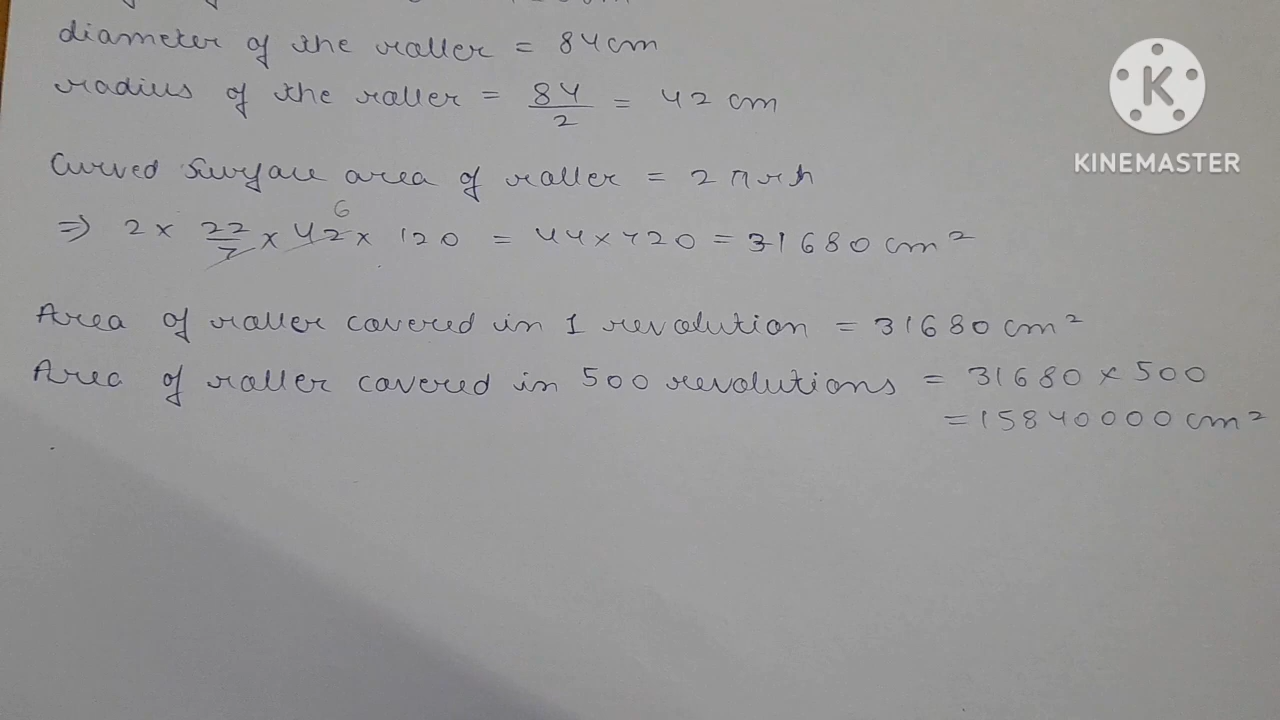 diameter of the roller = 84cm
radius of the roller = 84/2 = 42 cm
Curved Surface area of roller = 2πrh
⇒ 2 × 22/7 × 42 6 × 120 = 44×720 = 31680 cm²
Area of roller covered in 1 revolution = 31680 cm²
Area of roller covered in 500 revolutions = 31680 × 500
= 15840000 cm²
K
KINEMASTER